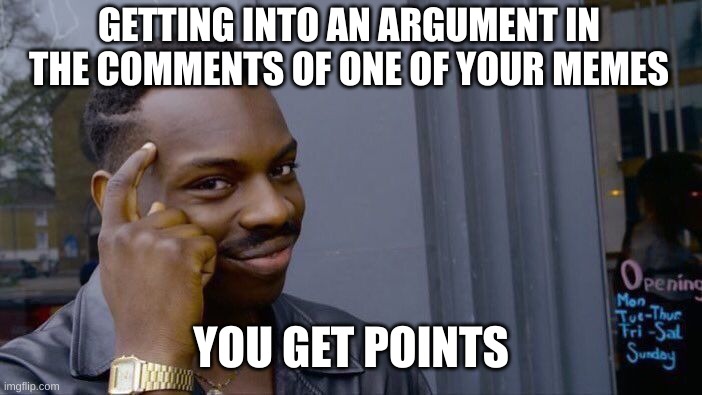 GETTING INTO AN ARGUMENT IN
THE COMMENTS OF ONE OF YOUR MEMES
YOU GET POINTS
Opening
Mon
Tue-Thur
Fri-Sat
Sunday
imgflip.com